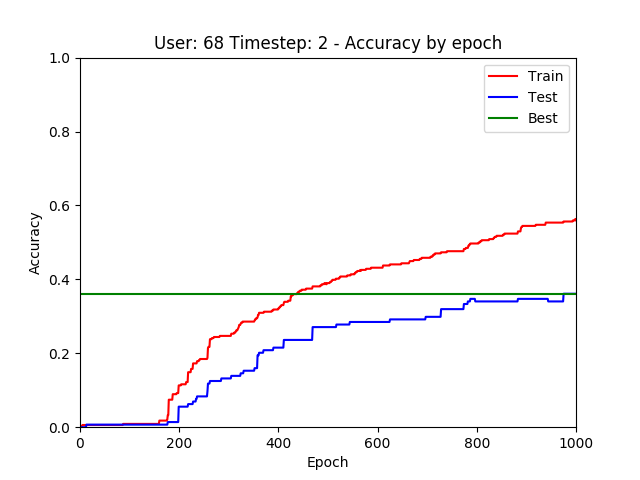 User: 68 Timestep: 2 - Accuracy by epoch
1.0
0.8
0.6
0.4
0.2
0.0
Accuracy
Train
Test
Best
0 200 400 600 800 1000
Epoch